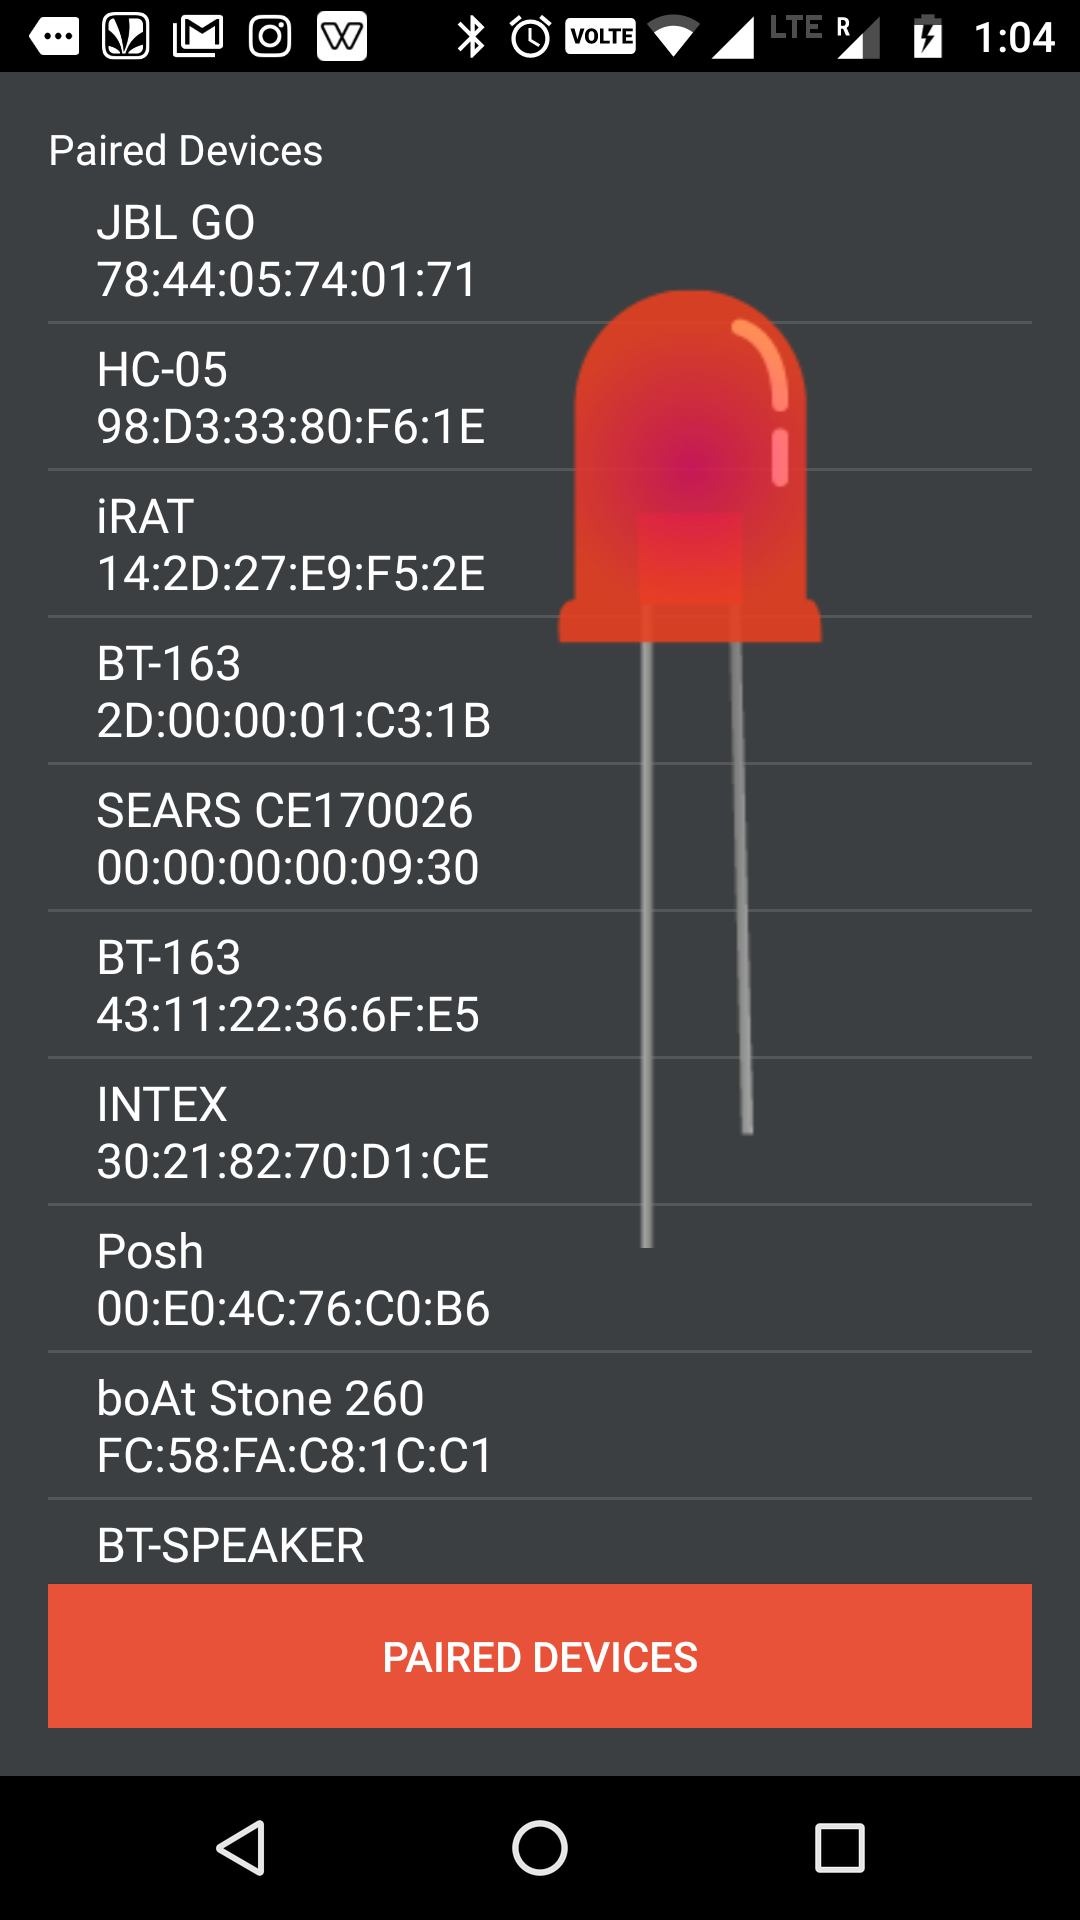 VOLTE LTE R 1:04
Paired Devices
JBL GO
78:44:05:74:01:71
HC-05
98:D3:33:80:F6:1E
iRAT
14:2D:27:E9:F5:2E
BT-163
2D:00:00:01:C3:1B
SEARS CE170026
00:00:00:00:09:30
BT-163
43:11:22:36:6F:E5
INTEX
30:21:82:70:D1:CE
Posh
00:E0:4C:76:C0:B6
boAt Stone 260
FC:58:FA:C8:1C:C1
BT-SPEAKER
PAIRED DEVICES